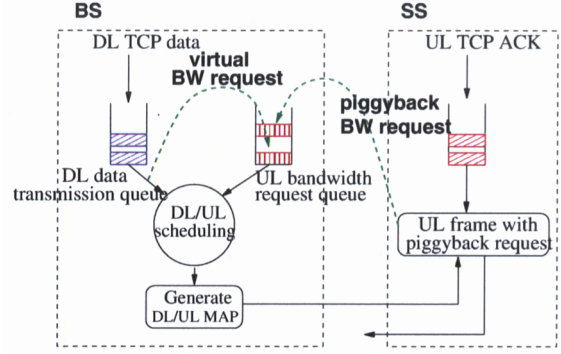 BS
SS
DL TCP data
UL TCP ACK
virtual
BW request
piggyback
BW request
DL data
transmission queue
UL bandwidth
request queue
DL/UL
scheduling
UL frame with
piggyback request
Generate
DL/UL MAP